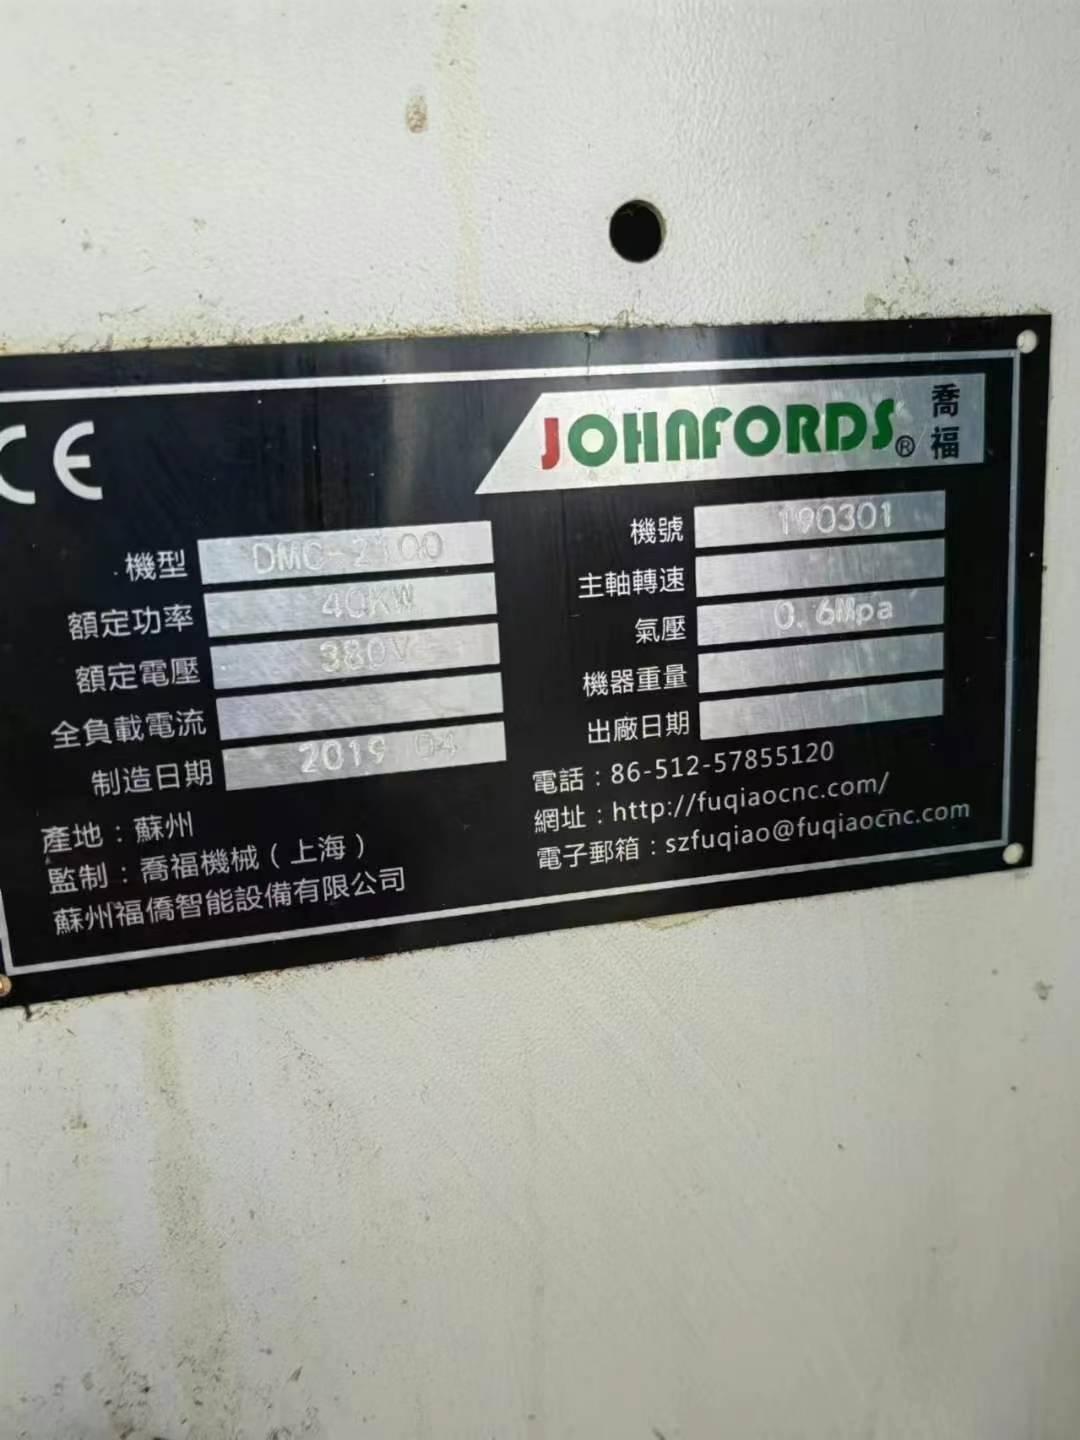 CE
JOHNFORDS® 喬福
機型 DMC-2100
額定功率 40KW
額定電壓 380V
全負載電流
制造日期 2019 04
產地：蘇州
監制：喬福機械（上海）
蘇州福僑智能設備有限公司
機號 190301
主軸轉速
氣壓 0.6Mpa
機器重量
出廠日期
電話：86-512-57855120
網址：http://fuqiaocnc.com/
電子郵箱：szfuqiao@fuqiaocnc.com